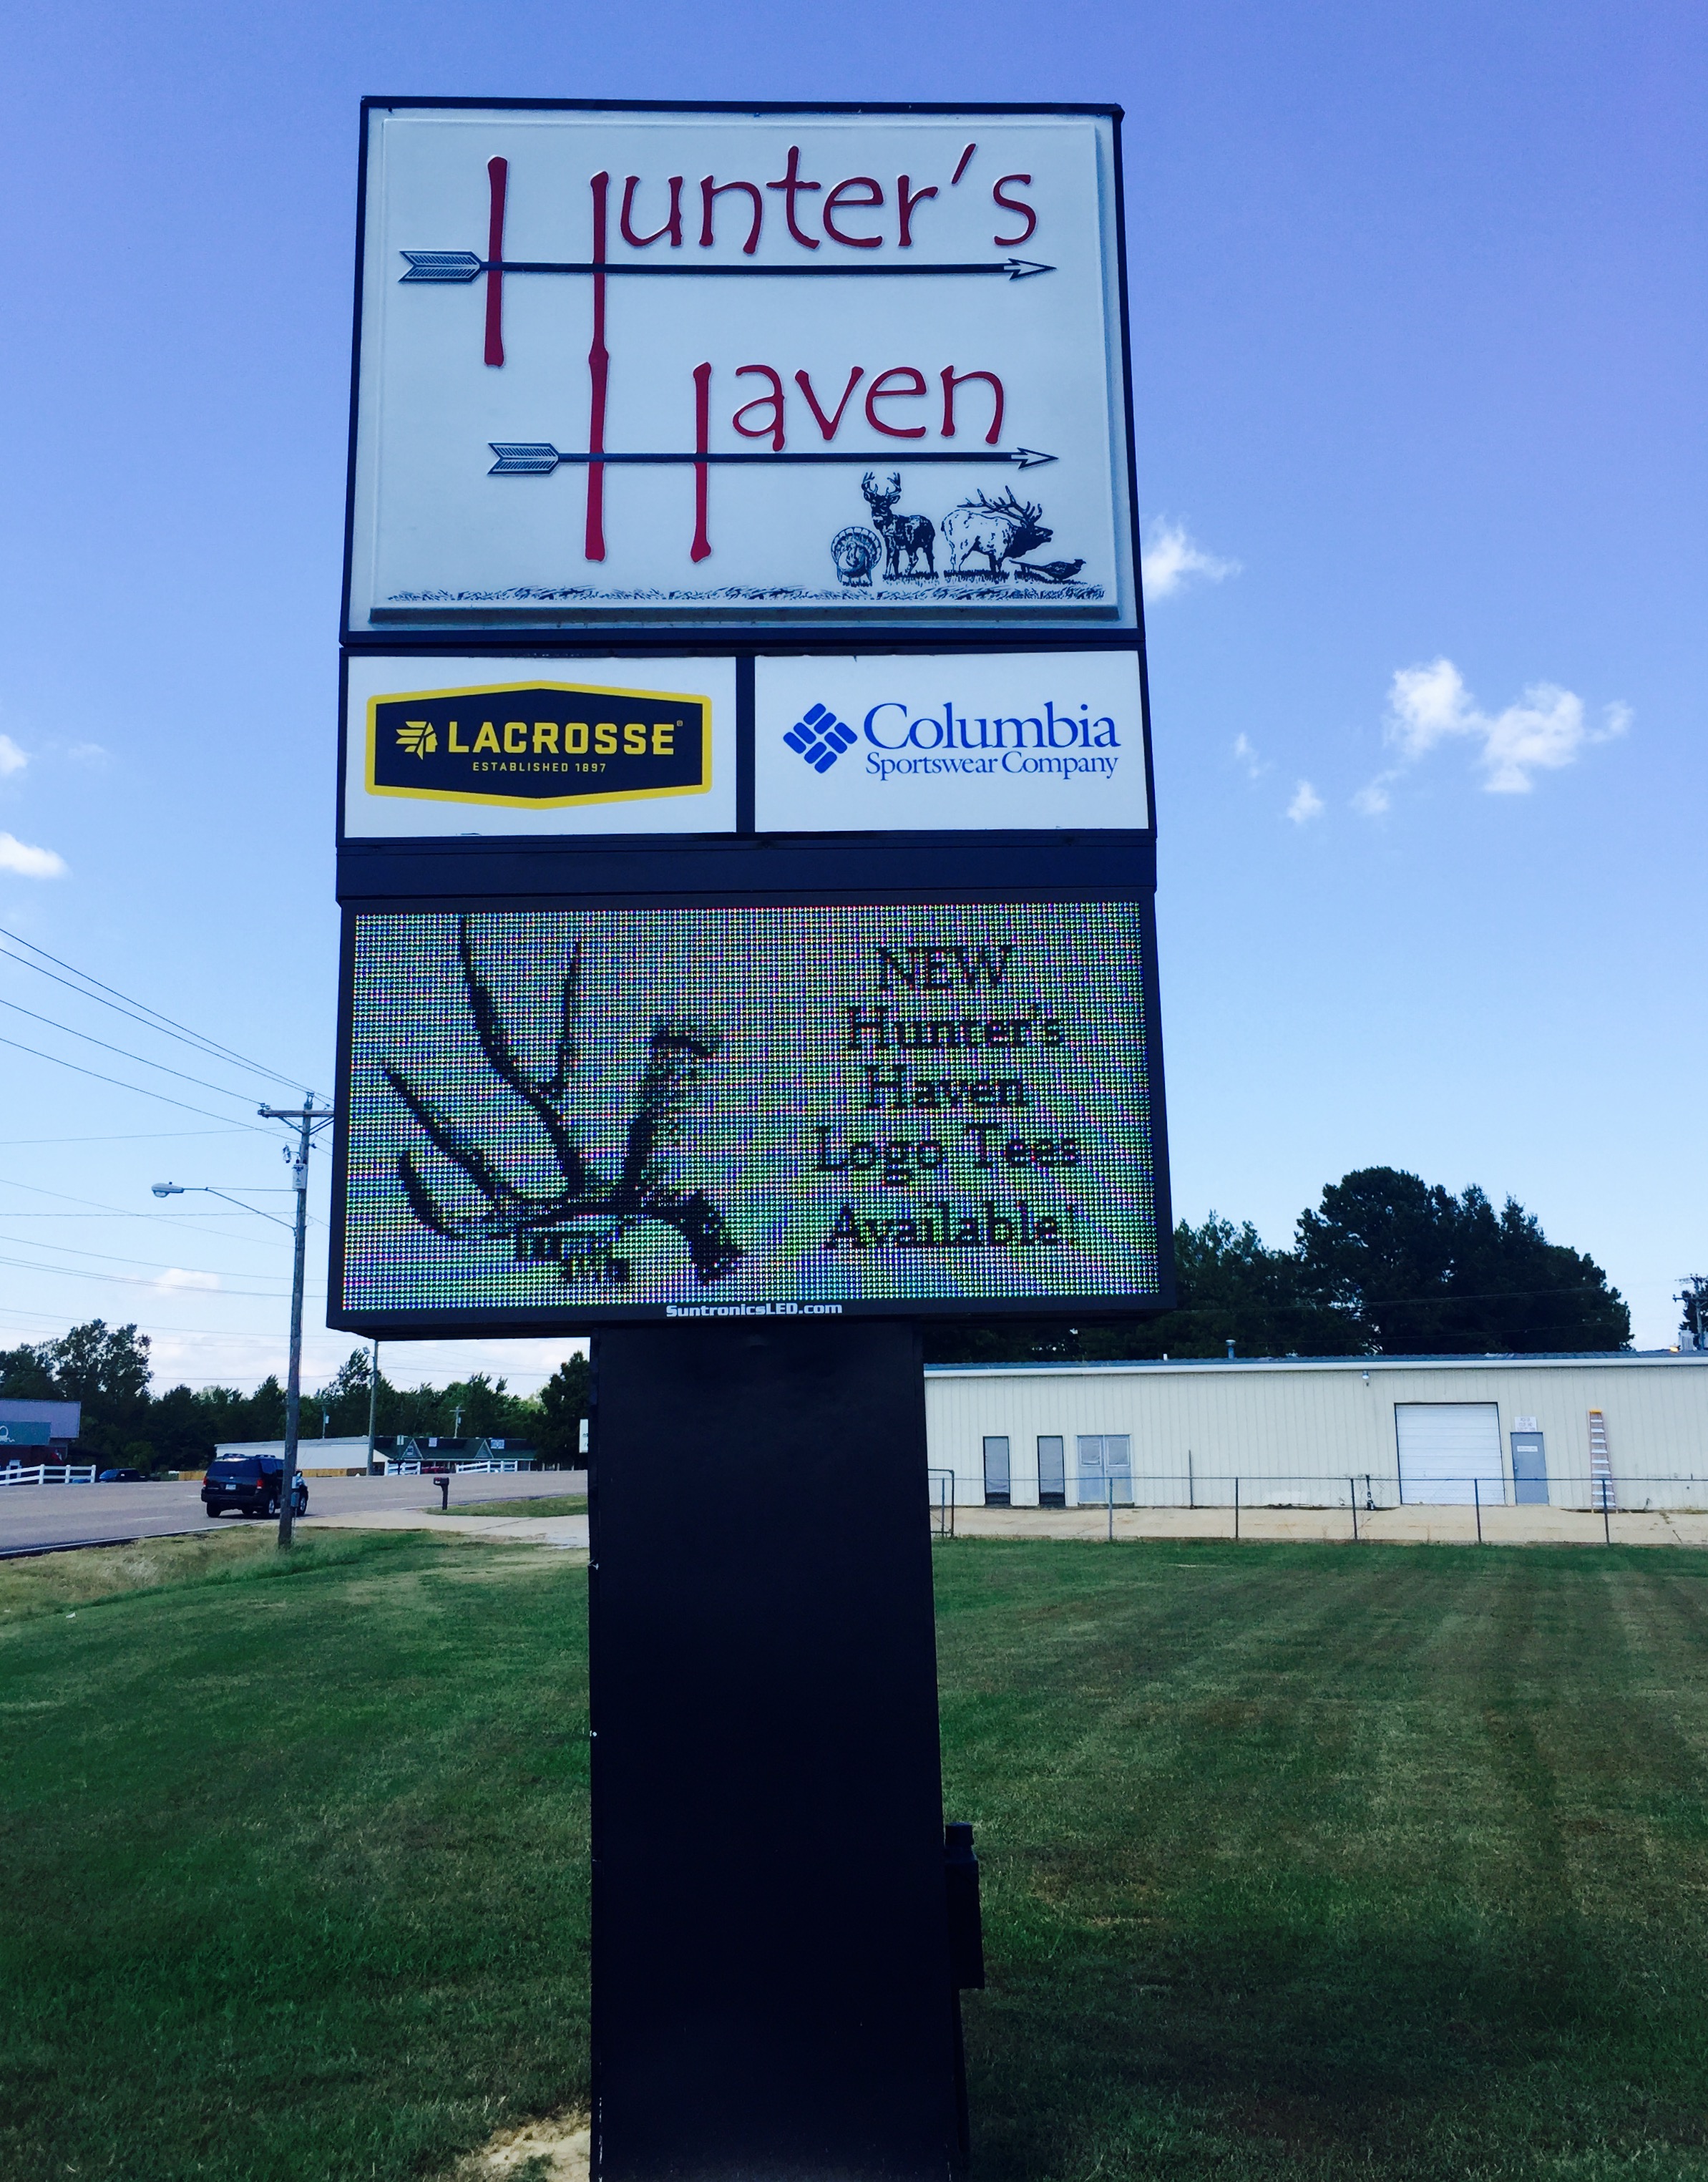 Hunter's
Haven
LACROSSE®
ESTABLISHED 1897
Columbia
Sportswear Company
NEW
Hunter's
Haven
Logo Tees
Available!
SuntronicsLED.com